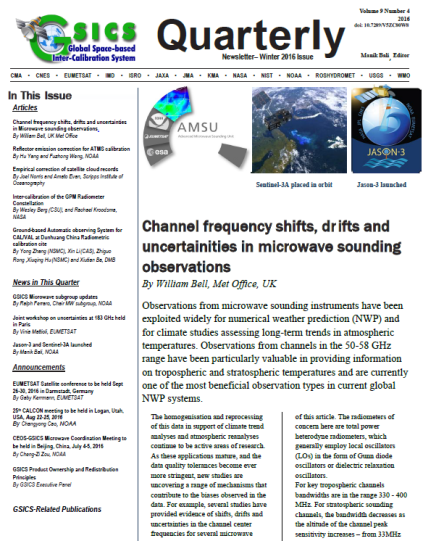 GSICS
Global Space-based
Inter-Calibration System
Quarterly
Newsletter– Winter 2016 Issue
Volume 9 Number 4
2016
Manik Bali, Editor
CMA • CNES • EUMETSAT • IMD • ISRO • JAXA • JMA • KMA • NASA • NIST • NOAA • ROSHYDROMET • USGS • WMO
In This Issue
Articles
Channel frequency shifts, drifts and uncertainties
in Microwave sounding observations,
By William Bell, UK Met Office
Reflector emission correction for ATMS calibration
By Hu Yang and Fuzhong Weng, NOAA
Empirical correction of satellite cloud records
By Joel Norris and Amato Evan, Scripps Institute of
Oceanography
Inter-calibration of the GPM Radiometer
Constellation
By Wesley Berg (CSU), and Rachael Kroodsma,
NASA
Ground-based Automatic observing System for
CAL/VAL at Dunhuang China Radiometric
calibration site
By Yong Zhang (NSMC), Xin Li(CAS), Zhiguo
Rong ,Xiuqing Hu(NSMC) and Xiutian Ba, DMB
News in This Quarter
GSICS Microwave subgroup updates
By Ralph Ferraro, Chair MW subgroup, NOAA
Joint workshop on uncertainties at 183 GHz held
in Paris
By Vinia Mattioli, EUMETSAT
Jason-3 and Sentinel-3A launched
By Manik Bali, NOAA
Announcements
EUMETSAT Satellite conference to be held Sept
26-30, 2016 in Darmstadt, Germany
By Gaby Kerrmann, EUMETSAT
25th CALCON meeting to be held in Logan, Utah,
USA, Aug 22-25, 2016
By Changyong Cao, NOAA
CEOS-GSICS Microwave Coordination Meeting to
be held in Beijing, China, July 4-5, 2016
By Cheng-Zi Zou, NOAA
GSICS Product Ownership and Redistribution
Principles
By GSICS Executive Panel
GSICS-Related Publications
AMSU
Advanced Microwave Sounding Unit
EUMETSAT
esa
JASON-3
Sentinel-3A placed in orbit
Jason-3 launched
Channel frequency shifts, drifts and
uncertainities in microwave sounding
observations
By William Bell, Met Office, UK
Observations from microwave sounding instruments have been
exploited widely for numerical weather prediction (NWP) and
for climate studies assessing long-term trends in atmospheric
temperatures. Observations from channels in the 50-58 GHz
range have been particularly valuable in providing information
on tropospheric and stratospheric temperatures and are currently
one of the most beneficial observation types in current global
NWP systems.
The homogenisation and reprocessing
of this data in support of climate trend
analyses and atmospheric reanalyses
continue to be active areas of research.
As these applications mature, and the
data quality tolerances become ever
more stringent, new studies are
uncovering a range of mechanisms that
contribute to the biases observed in the
data. For example, several studies have
provided evidence of shifts, drifts and
uncertainties in the channel center
frequencies for several microwave
of this article. The radiometers of
concern here are total power
heterodyne radiometers, which
generally employ local oscillators
(LOs) in the form of Gunn diode
oscillators or dielectric relaxation
oscillators.
For key tropospheric channels
bandwidths are in the range 330 - 400
MHz. For stratospheric sounding
channels, the bandwidth decreases as
the altitude of the channel peak
sensitivity increases – from 33MHz